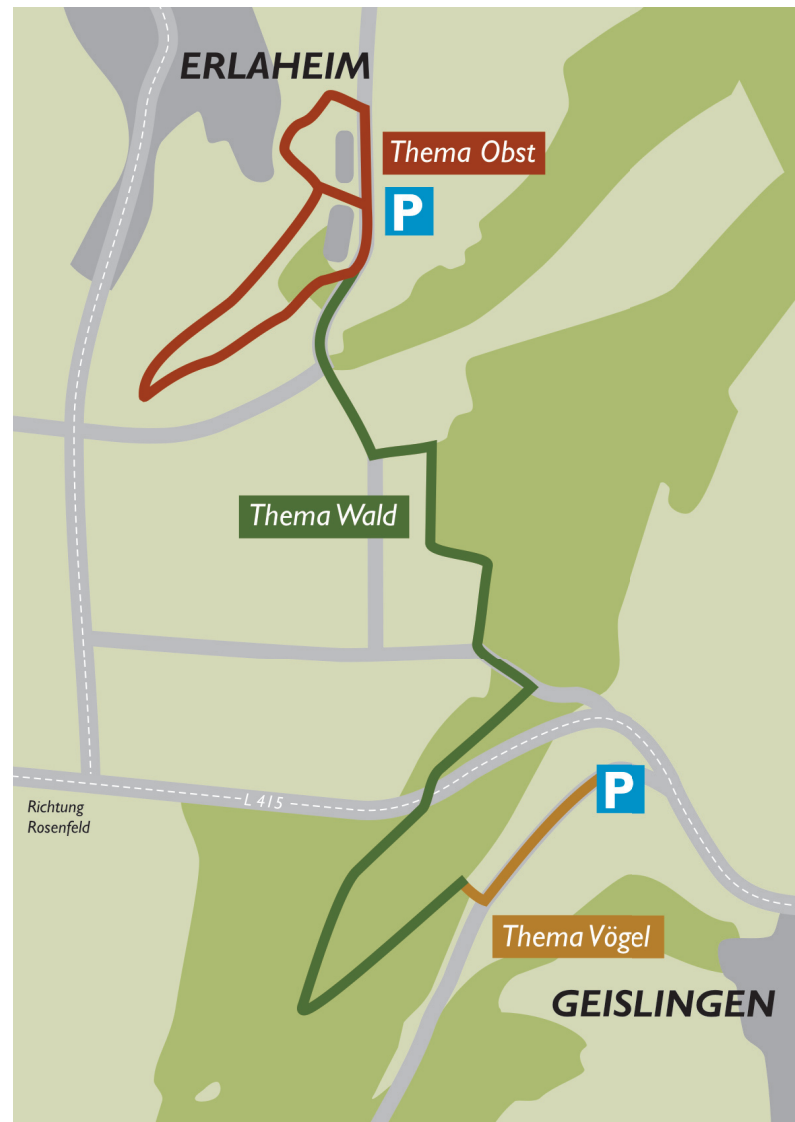 ERLAHEIM
Thema Obst
P
Thema Wald
P
L 415
Richtung
Rosenfeld
Thema Vögel
GEISLINGEN